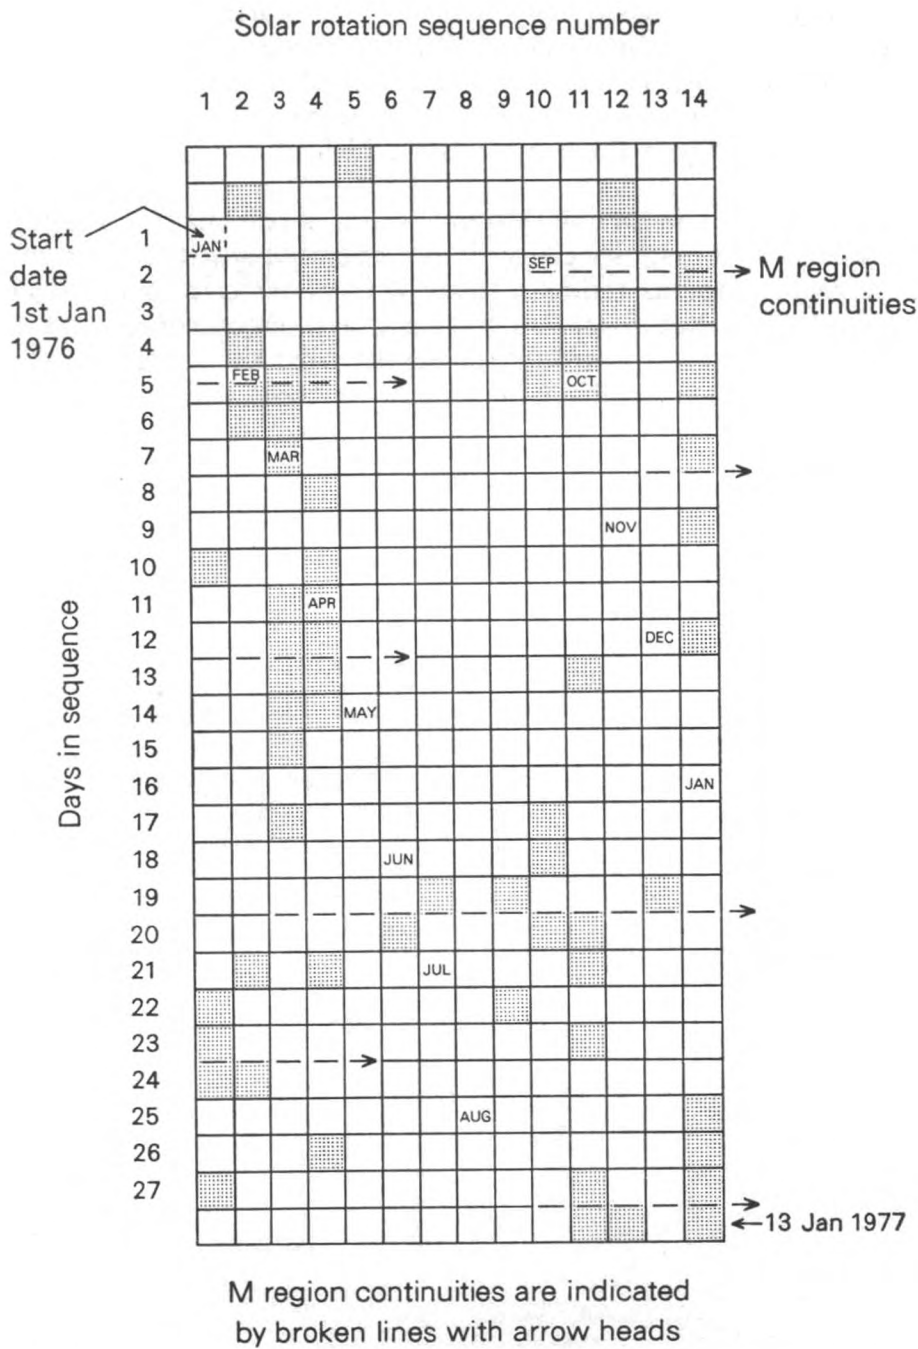 Solar rotation sequence number
1 2 3 4 5 6 7 8 9 10 11 12 13 14
Start
date
1st Jan
1976
1
JAN
2
SEP
M region
continuities
3
4
5
FEB
OCT
6
7
MAR
8
9
NOV
10
11
APR
12
DEC
13
14
MAY
15
16
JAN
17
18
JUN
19
20
21
JUL
22
23
24
25
AUG
26
27
13 Jan 1977
Days in sequence
M region continuities are indicated
by broken lines with arrow heads